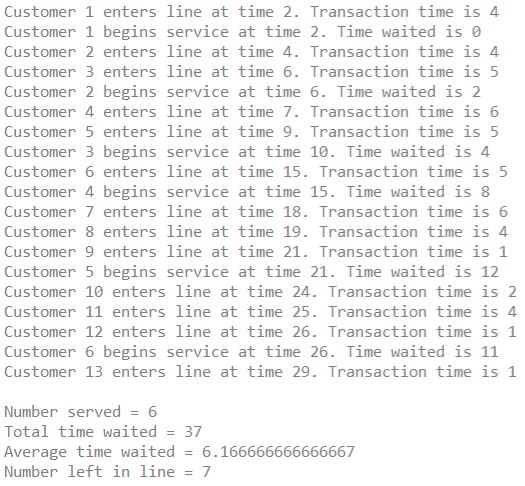 Customer 1 enters line at time 2. Transaction time is 4
Customer 1 begins service at time 2. Time waited is 0
Customer 2 enters line at time 4. Transaction time is 4
Customer 3 enters line at time 6. Transaction time is 5
Customer 2 begins service at time 6. Time waited is 2
Customer 4 enters line at time 7. Transaction time is 6
Customer 5 enters line at time 9. Transaction time is 5
Customer 3 begins service at time 10. Time waited is 4
Customer 6 enters line at time 15. Transaction time is 5
Customer 4 begins service at time 15. Time waited is 8
Customer 7 enters line at time 18. Transaction time is 6
Customer 8 enters line at time 19. Transaction time is 4
Customer 9 enters line at time 21. Transaction time is 1
Customer 5 begins service at time 21. Time waited is 12
Customer 10 enters line at time 24. Transaction time is 2
Customer 11 enters line at time 25. Transaction time is 4
Customer 12 enters line at time 26. Transaction time is 1
Customer 6 begins service at time 26. Time waited is 11
Customer 13 enters line at time 29. Transaction time is 1
Number served = 6
Total time waited = 37
Average time waited = 6.166666666666667
Number left in line = 7